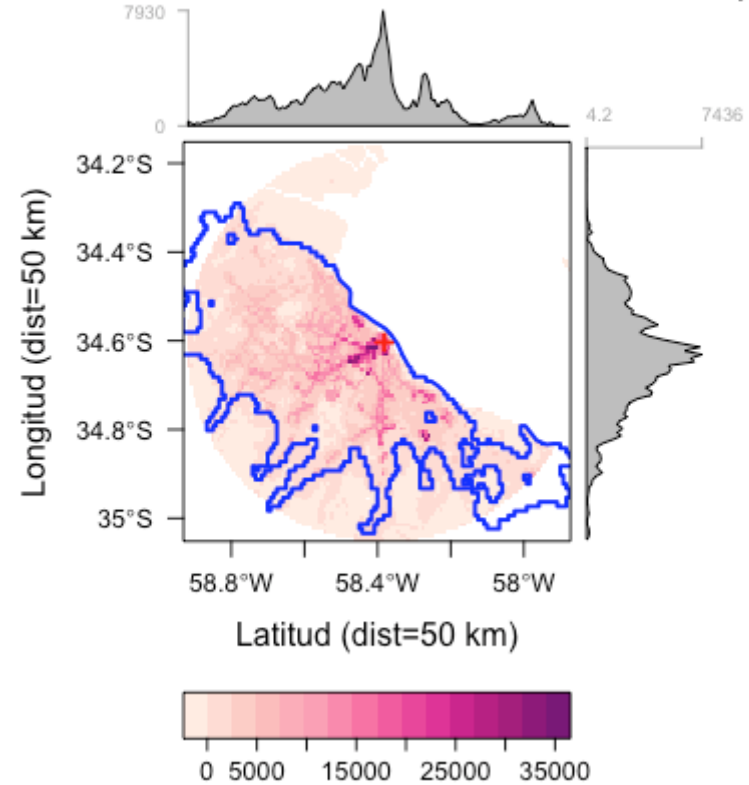 7930
0
4.2 7436
34.2°S
34.4°S
34.6°S
34.8°S
35°S
Longitud (dist=50 km)
58.8°W 58.4°W 58°W
Latitud (dist=50 km)
0 5000 15000 25000 35000